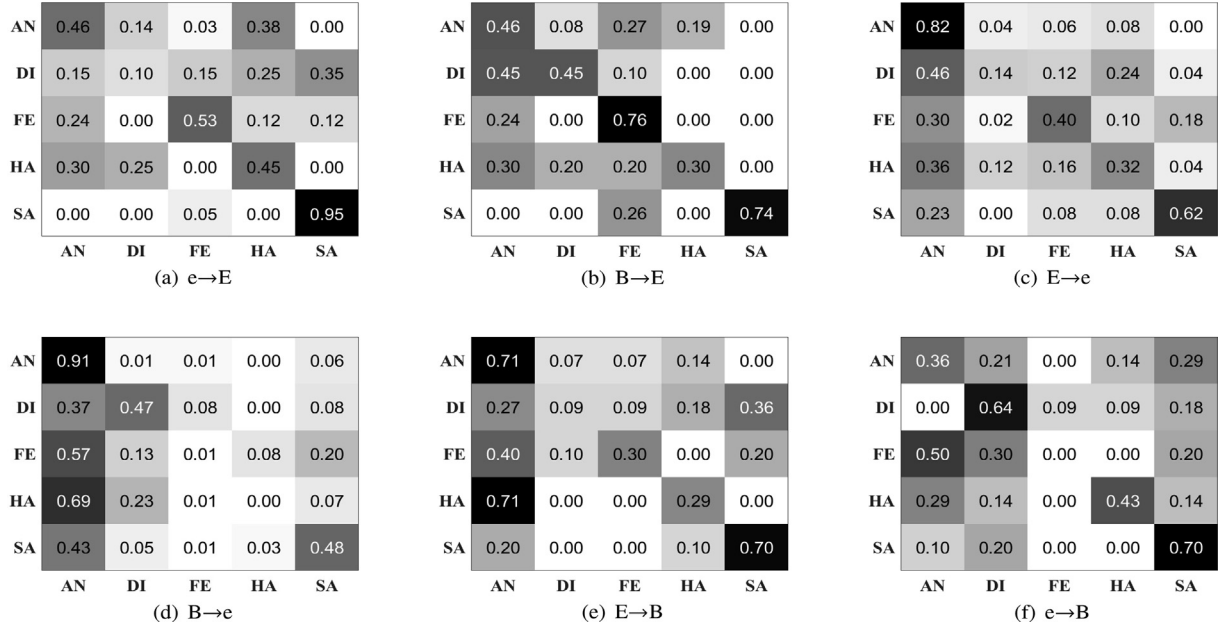 AN 0.46 0.14 0.03 0.38 0.00
DI 0.15 0.10 0.15 0.25 0.35
FE 0.24 0.00 0.53 0.12 0.12
HA 0.30 0.25 0.00 0.45 0.00
SA 0.00 0.00 0.05 0.00 0.95
AN DI FE HA SA
(a) e→E
AN 0.46 0.08 0.27 0.19 0.00
DI 0.45 0.45 0.10 0.00 0.00
FE 0.24 0.00 0.76 0.00 0.00
HA 0.30 0.20 0.20 0.30 0.00
SA 0.00 0.00 0.26 0.00 0.74
AN DI FE HA SA
(b) B→E
AN 0.82 0.04 0.06 0.08 0.00
DI 0.46 0.14 0.12 0.24 0.04
FE 0.30 0.02 0.40 0.10 0.18
HA 0.36 0.12 0.16 0.32 0.04
SA 0.23 0.00 0.08 0.08 0.62
AN DI FE HA SA
(c) E→e
AN 0.91 0.01 0.01 0.00 0.06
DI 0.37 0.47 0.08 0.00 0.08
FE 0.57 0.13 0.01 0.08 0.20
HA 0.69 0.23 0.01 0.00 0.07
SA 0.43 0.05 0.01 0.03 0.48
AN DI FE HA SA
(d) B→e
AN 0.71 0.07 0.07 0.14 0.00
DI 0.27 0.09 0.09 0.18 0.36
FE 0.40 0.10 0.30 0.00 0.20
HA 0.71 0.00 0.00 0.29 0.00
SA 0.20 0.00 0.00 0.10 0.70
AN DI FE HA SA
(e) E→B
AN 0.36 0.21 0.00 0.14 0.29
DI 0.00 0.64 0.09 0.09 0.18
FE 0.50 0.30 0.00 0.00 0.20
HA 0.29 0.14 0.00 0.43 0.14
SA 0.10 0.20 0.00 0.00 0.70
AN DI FE HA SA
(f) e→B